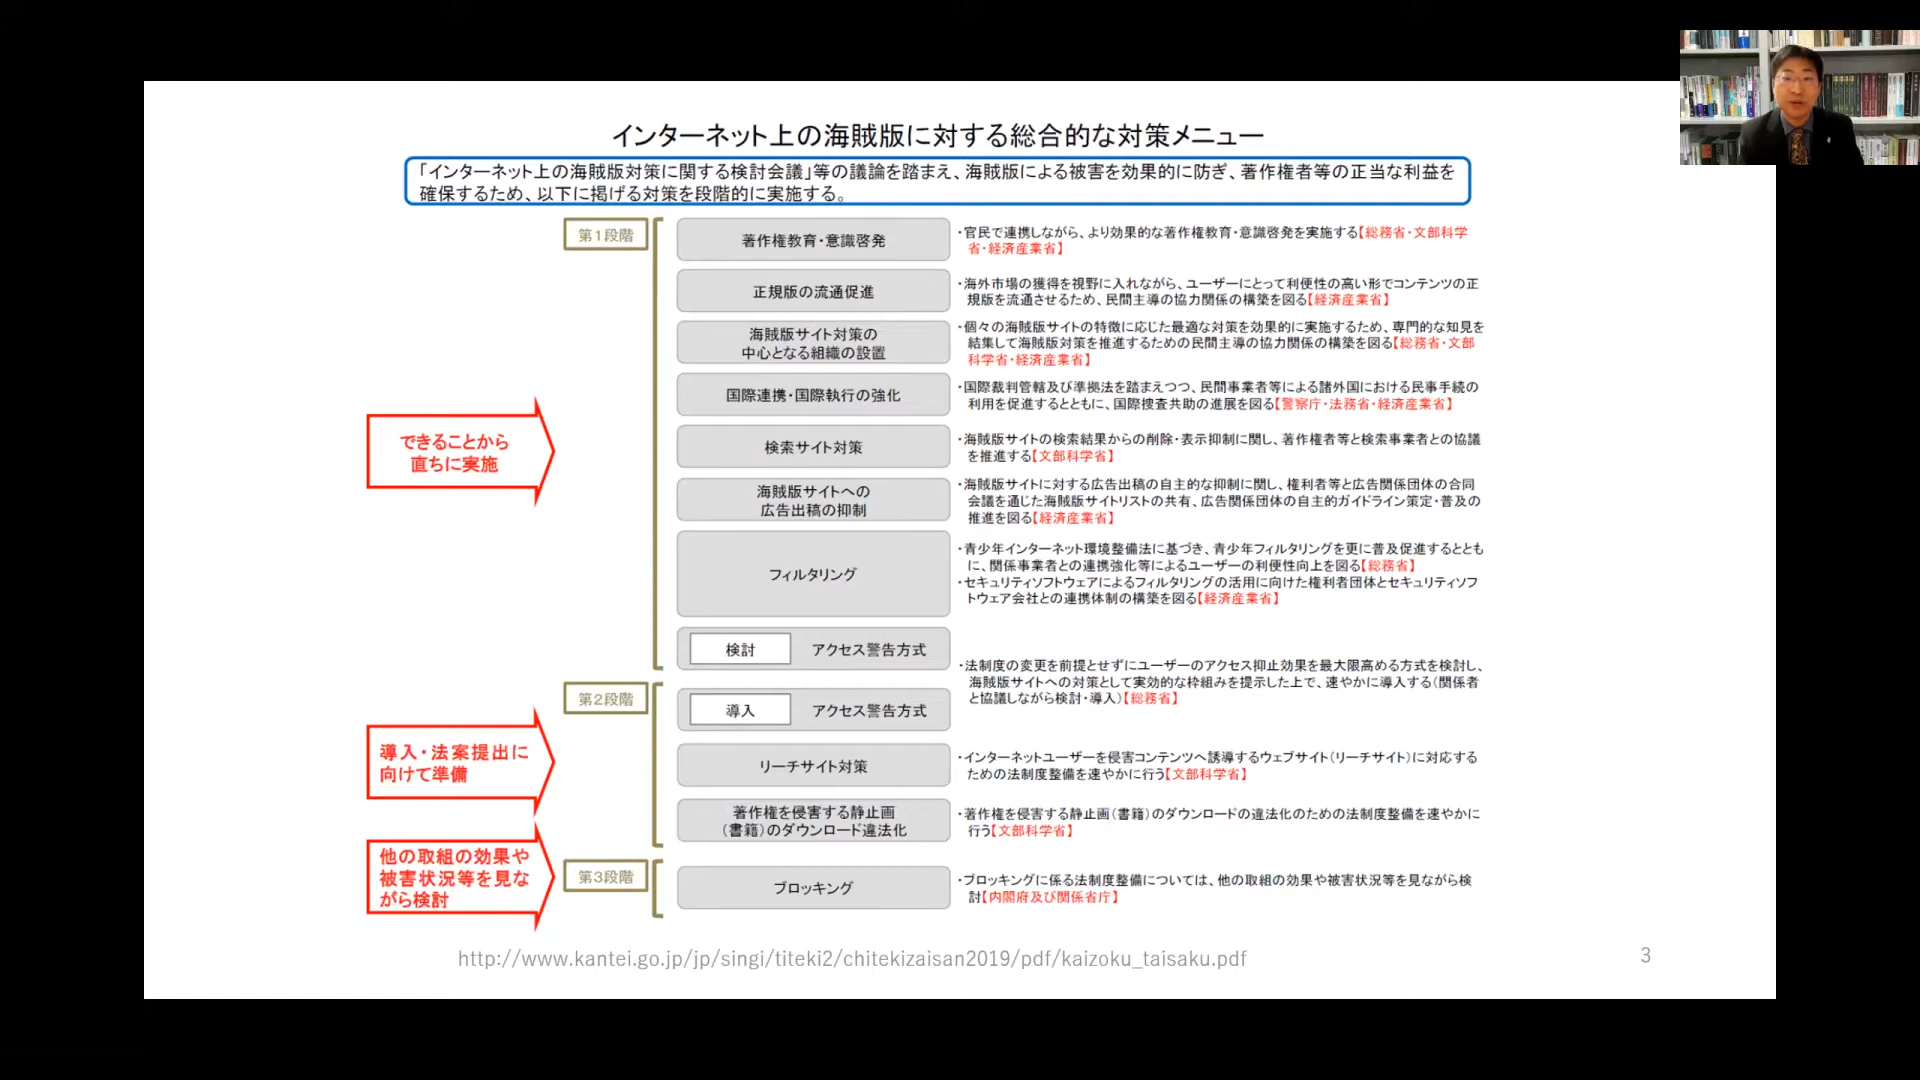 インターネット上の海賊版に対する総合的な対策メニュー
「インターネット上の海賊版対策に関する検討会議」等の議論を踏まえ、海賊版による被害を効果的に防ぎ、著作権者等の正当な利益を
確保するため、以下に掲げる対策を段階的に実施する。
第1段階
できることから
直ちに実施
著作権教育・意識啓発
・官民で連携しながら、より効果的な著作権教育・意識啓発を実施する【総務省・文部科学
省・経済産業省】
正規版の流通促進
・海外市場の獲得を視野に入れながら、ユーザーにとって利便性の高い形でコンテンツの正
規版を流通させるため、民間主導の協力関係の構築を図る【経済産業省】
海賊版サイト対策の
中心となる組織の設置
・個々の海賊版サイトの特徴に応じた最適な対策を効果的に実施するため、専門的な知見を
結集して海賊版対策を推進するための民間主導の協力関係の構築を図る【総務省・文部
科学省・経済産業省】
国際連携・国際執行の強化
・国際裁判管轄及び準拠法を踏まえつつ、民間事業者等による諸外国における民事手続の
利用を促進するとともに、国際捜査共助の進展を図る【警察庁・法務省・経済産業省】
検索サイト対策
・海賊版サイトの検索結果からの削除・表示抑制に関し、著作権者等と検索事業者との協議
を推進する【文部科学省】
海賊版サイトへの
広告出稿の抑制
・海賊版サイトに対する広告出稿の自主的な抑制に関し、権利者等と広告関係団体の合同
会議を通じた海賊版サイトリストの共有、広告関係団体の自主的ガイドライン策定・普及の
推進を図る【経済産業省】
フィルタリング
・青少年インターネット環境整備法に基づき、青少年フィルタリングを更に普及促進するととも
に、関係事業者との連携強化等によるユーザーの利便性向上を図る【総務省】
・セキュリティソフトウェアによるフィルタリングの活用に向けた権利者団体とセキュリティソフ
トウェア会社との連携体制の構築を図る【経済産業省】
検討 アクセス警告方式
・法制度の変更を前提とせずにユーザーのアクセス抑止効果を最大限高める方式を検討し、
海賊版サイトへの対策として実効的な枠組みを提示した上で、速やかに導入する(関係者
と協議しながら検討・導入)【総務省】
第2段階
導入・法案提出に
向けて準備
導入 アクセス警告方式
リーチサイト対策
・インターネットユーザーを侵害コンテンツへ誘導するウェブサイト(リーチサイト)に対応する
ための法制度整備を速やかに行う【文部科学省】
著作権を侵害する静止画
(書籍)のダウンロード違法化
・著作権を侵害する静止画(書籍)のダウンロードの違法化のための法制度整備を速やかに
行う【文部科学省】
他の取組の効果や
被害状況等を見な
がら検討
第3段階
ブロッキング
・ブロッキングに係る法制度整備については、他の取組の効果や被害状況等を見ながら検
討【内閣府及び関係省庁】
http://www.kantei.go.jp/jp/singi/titeki2/chitekizaisan2019/pdf/kaizoku_taisaku.pdf
3